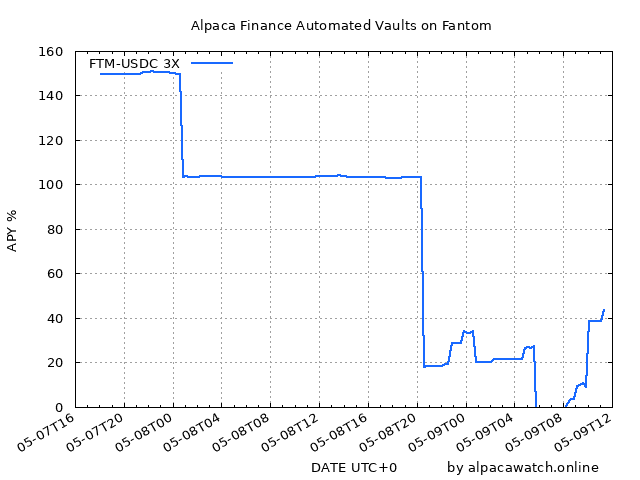 Alpaca Finance Automated Vaults on Fantom
FTM-USDC 3X
APY %
160
140
120
100
80
60
40
20
0
05-07T16
05-07T20
05-08T00
05-08T04
05-08T08
05-08T12
05-08T16
05-08T20
05-09T00
05-09T04
05-09T08
05-09T12
DATE UTC+0
by alpacawatch.online